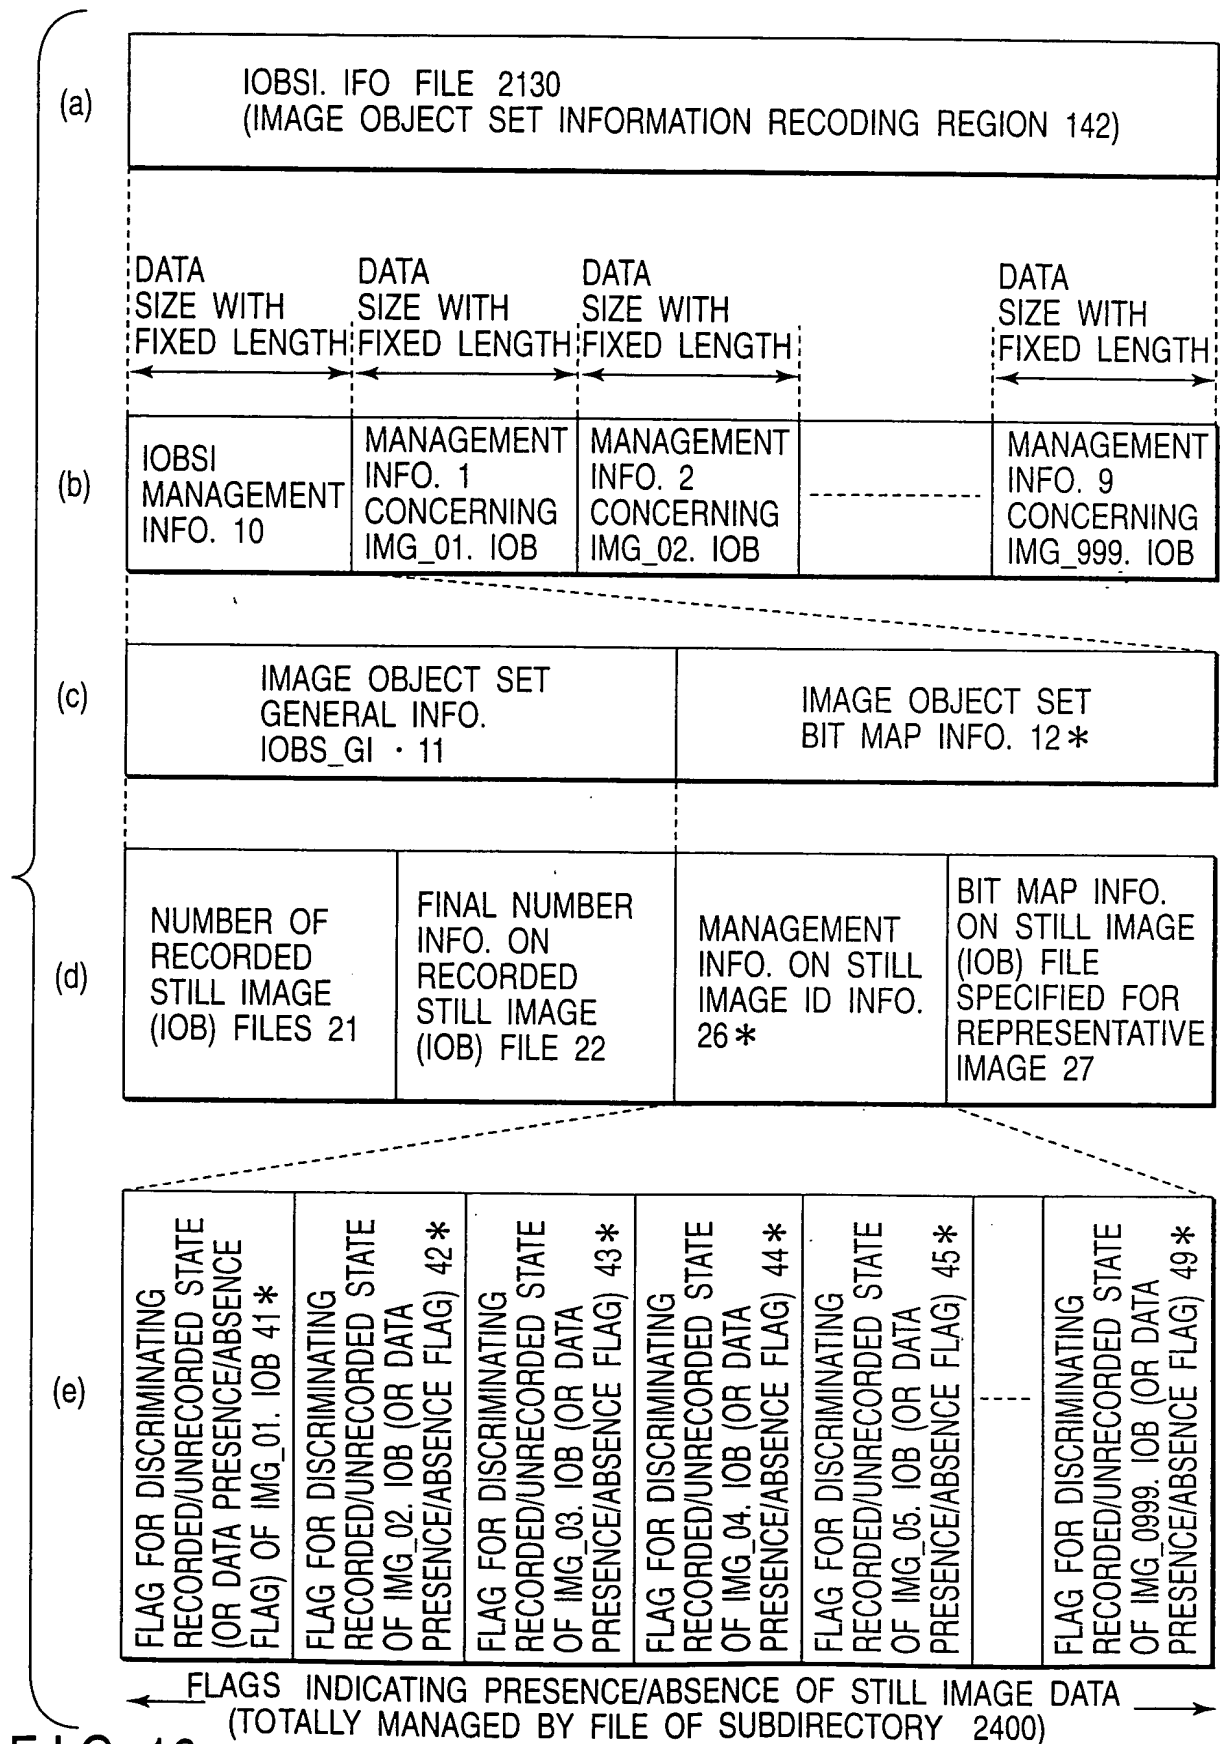 (a)
IOBSI. IFO FILE 2130
(IMAGE OBJECT SET INFORMATION RECODING REGION 142)
DATA
SIZE WITH
FIXED LENGTH
DATA
SIZE WITH
FIXED LENGTH
DATA
SIZE WITH
FIXED LENGTH
DATA
SIZE WITH
FIXED LENGTH
(b)
IOBSI
MANAGEMENT
INFO. 10
MANAGEMENT
INFO. 1
CONCERNING
IMG_01. IOB
MANAGEMENT
INFO. 2
CONCERNING
IMG_02. IOB
MANAGEMENT
INFO. 9
CONCERNING
IMG_999. IOB
(c)
IMAGE OBJECT SET
GENERAL INFO.
IOBS_GI · 11
IMAGE OBJECT SET
BIT MAP INFO. 12*
(d)
NUMBER OF
RECORDED
STILL IMAGE
(IOB) FILES 21
FINAL NUMBER
INFO. ON
RECORDED
STILL IMAGE
(IOB) FILE 22
MANAGEMENT
INFO. ON STILL
IMAGE ID INFO.
26*
BIT MAP INFO.
ON STILL IMAGE
(IOB) FILE
SPECIFIED FOR
REPRESENTATIVE
IMAGE 27
(e)
FLAG FOR DISCRIMINATING
RECORDED/UNRECORDED STATE
(OR DATA PRESENCE/ABSENCE
FLAG) OF IMG_01. IOB 41*
FLAG FOR DISCRIMINATING
RECORDED/UNRECORDED STATE
OF IMG_02. IOB (OR DATA
PRESENCE/ABSENCE FLAG) 42*
FLAG FOR DISCRIMINATING
RECORDED/UNRECORDED STATE
OF IMG_03. IOB (OR DATA
PRESENCE/ABSENCE FLAG) 43*
FLAG FOR DISCRIMINATING
RECORDED/UNRECORDED STATE
OF IMG_04. IOB (OR DATA
PRESENCE/ABSENCE FLAG) 44*
FLAG FOR DISCRIMINATING
RECORDED/UNRECORDED STATE
OF IMG_05. IOB (OR DATA
PRESENCE/ABSENCE FLAG) 45*
FLAG FOR DISCRIMINATING
RECORDED/UNRECORDED STATE
OF IMG_0999. IOB (OR DATA
PRESENCE/ABSENCE FLAG) 49*
FLAGS INDICATING PRESENCE/ABSENCE OF STILL IMAGE DATA
(TOTALLY MANAGED BY FILE OF SUBDIRECTORY 2400)